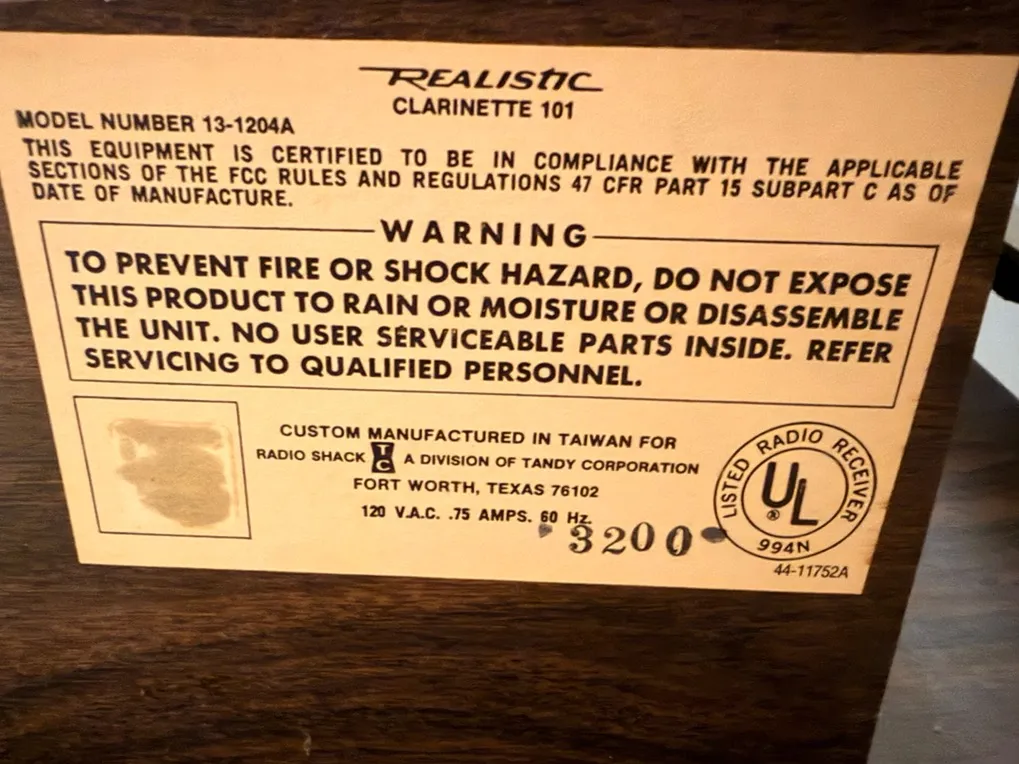 REALISTIC
CLARINETTE 101
MODEL NUMBER 13-1204A
THIS EQUIPMENT IS CERTIFIED TO BE IN COMPLIANCE WITH THE APPLICABLE
SECTIONS OF THE FCC RULES AND REGULATIONS 47 CFR PART 15 SUBPART C AS OF
DATE OF MANUFACTURE.
WARNING
TO PREVENT FIRE OR SHOCK HAZARD, DO NOT EXPOSE
THIS PRODUCT TO RAIN OR MOISTURE OR DISASSEMBLE
THE UNIT. NO USER SERVICEABLE PARTS INSIDE. REFER
SERVICING TO QUALIFIED PERSONNEL.
CUSTOM MANUFACTURED IN TAIWAN FOR
RADIO SHACK TC A DIVISION OF TANDY CORPORATION
FORT WORTH, TEXAS 76102
120 V.A.C. .75 AMPS. 60 Hz.
3200
LISTED RADIO RECEIVER
UL®
994N
44-11752A